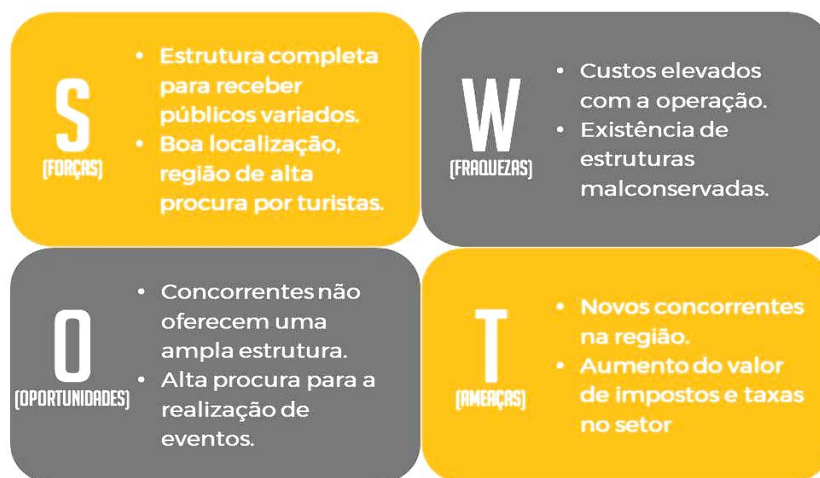 S
(FORÇAS)
• Estrutura completa
para receber
públicos variados.
• Boa localização,
região de alta
procura por turistas.
W
(FRAQUEZAS)
• Custos elevados
com a operação.
• Existência de
estruturas
malconservadas.
O
(OPORTUNIDADES)
• Concorrentes não
oferecem uma
ampla estrutura.
• Alta procura para a
realização de
eventos.
T
(AMEAÇAS)
• Novos concorrentes
na região.
• Aumento do valor
de impostos e taxas
no setor